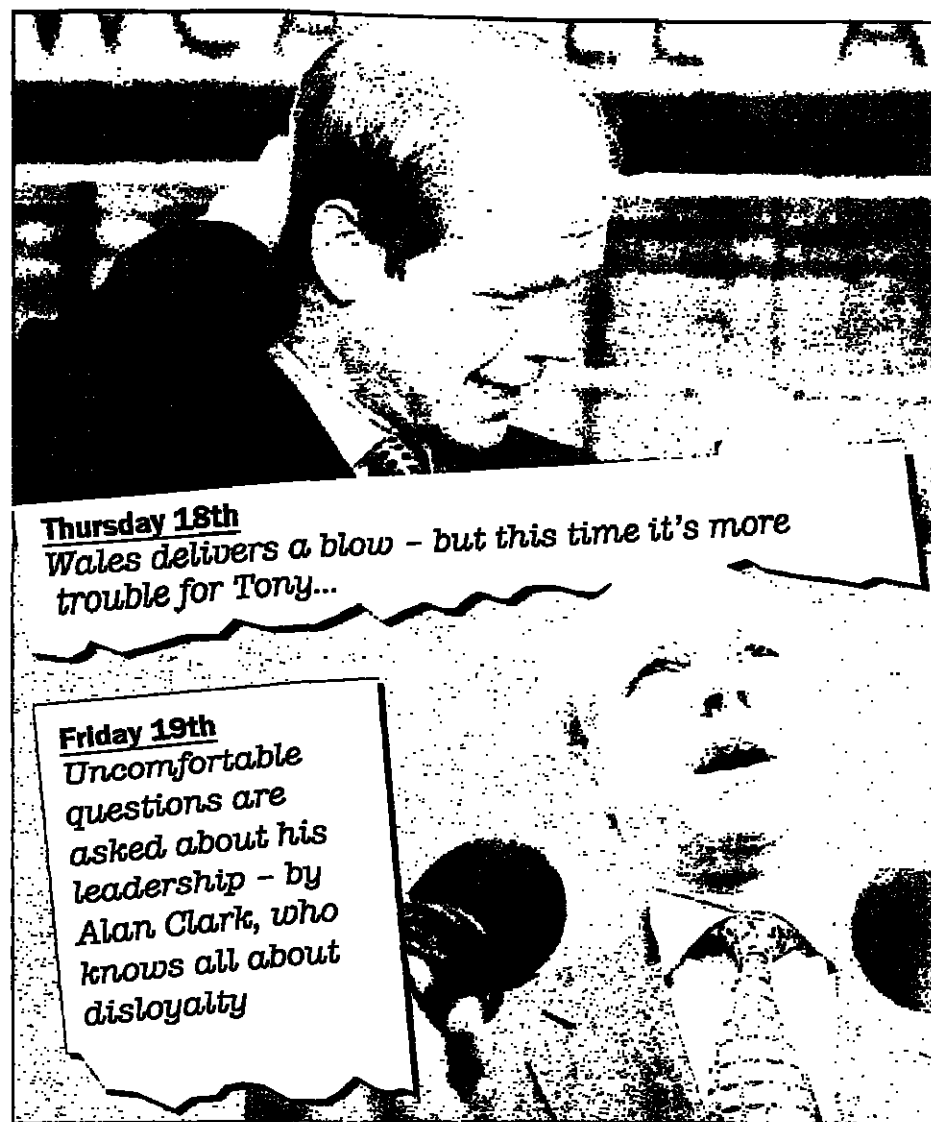 Thursday 18th
Wales delivers a blow – but this time it's more
trouble for Tony...
Friday 19th
Uncomfortable
questions are
asked about his
leadership – by
Alan Clark, who
knows all about
disloyalty